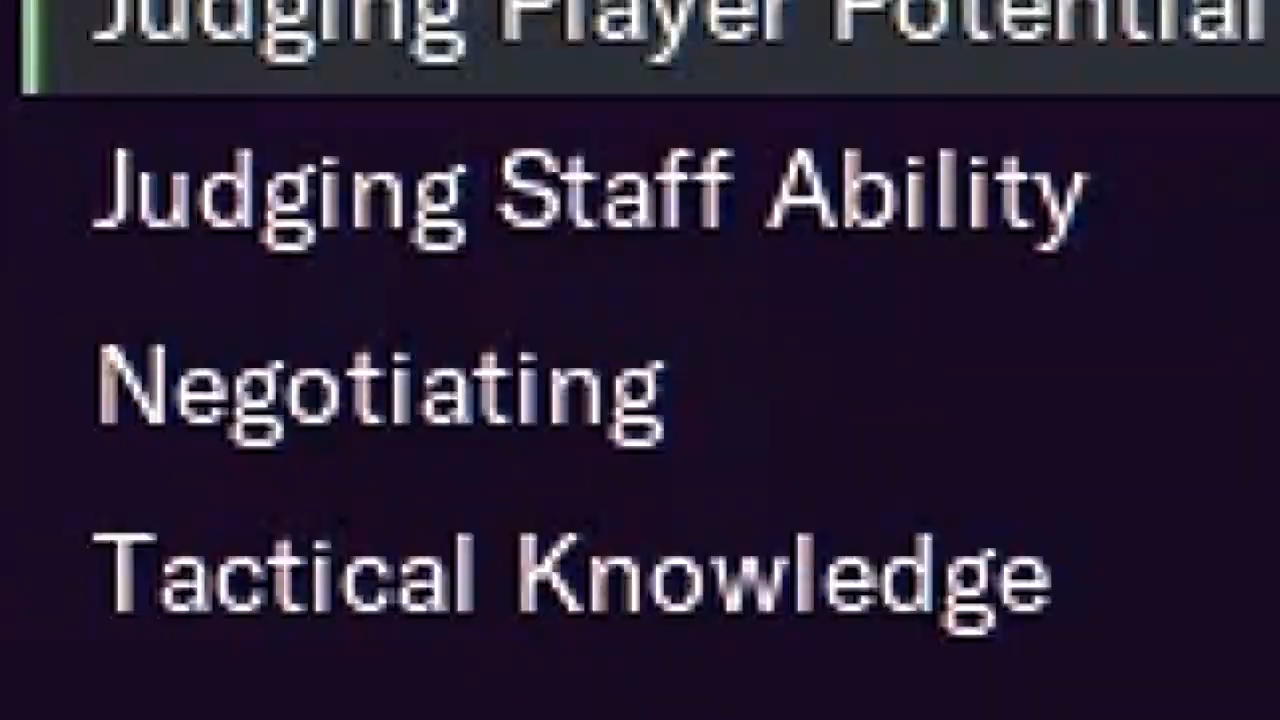 Judging Player Potential
Judging Staff Ability
Negotiating
Tactical Knowledge